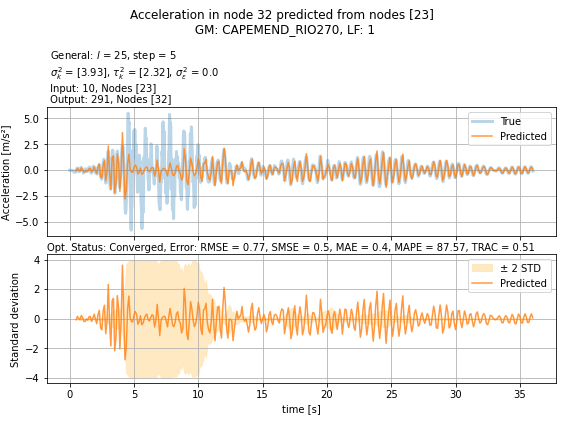 Acceleration in node 32 predicted from nodes [23]
GM: CAPEMEND_RIO270, LF: 1
General: l = 25, step = 5
σ²ₖ = [3.93], τ²ₖ = [2.32], σ²ε = 0.0
Input: 10, Nodes [23]
Output: 291, Nodes [32]
Acceleration [m/s²]
5.0
2.5
0.0
−2.5
−5.0
True
Predicted
Opt. Status: Converged, Error: RMSE = 0.77, SMSE = 0.5, MAE = 0.4, MAPE = 87.57, TRAC = 0.51
Standard deviation
4
2
0
−2
−4
± 2 STD
Predicted
0 5 10 15 20 25 30 35
time [s]